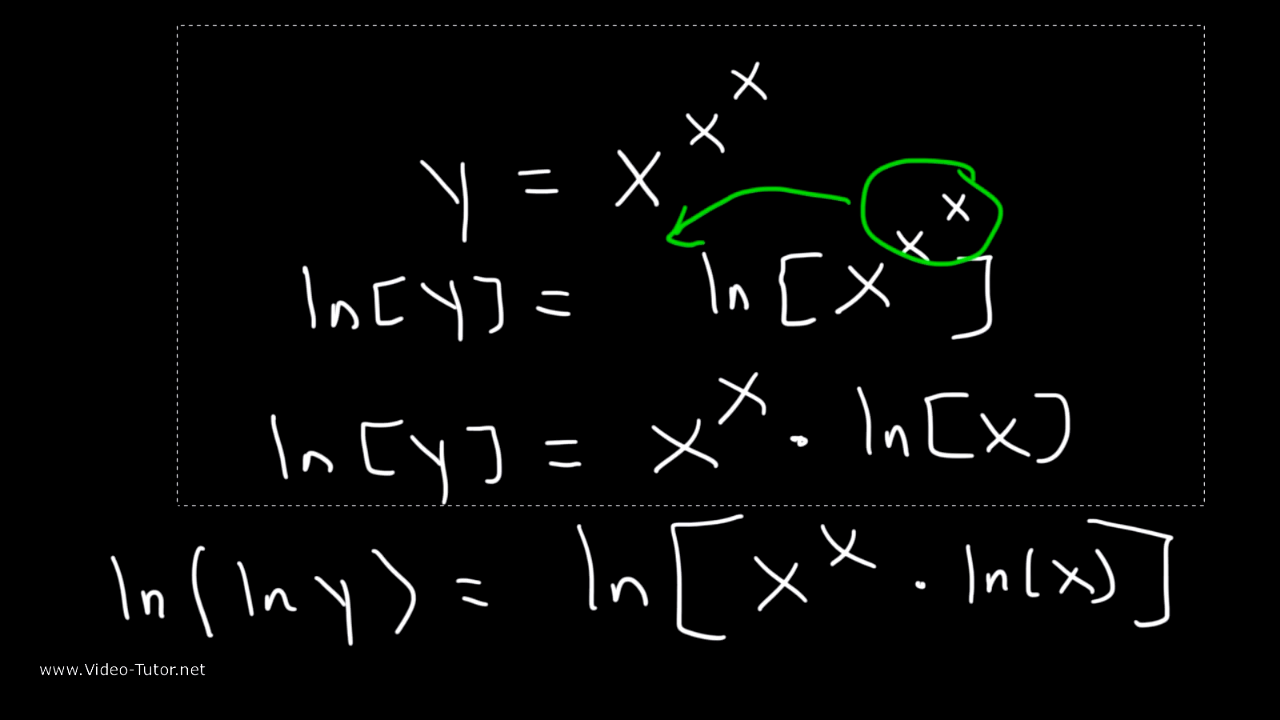 y = x^x^x
ln[y] = ln[x^x^x]
ln[y] = x^x · ln[x]
ln(ln y) = ln[x^x · ln(x)]
www.Video-Tutor.net